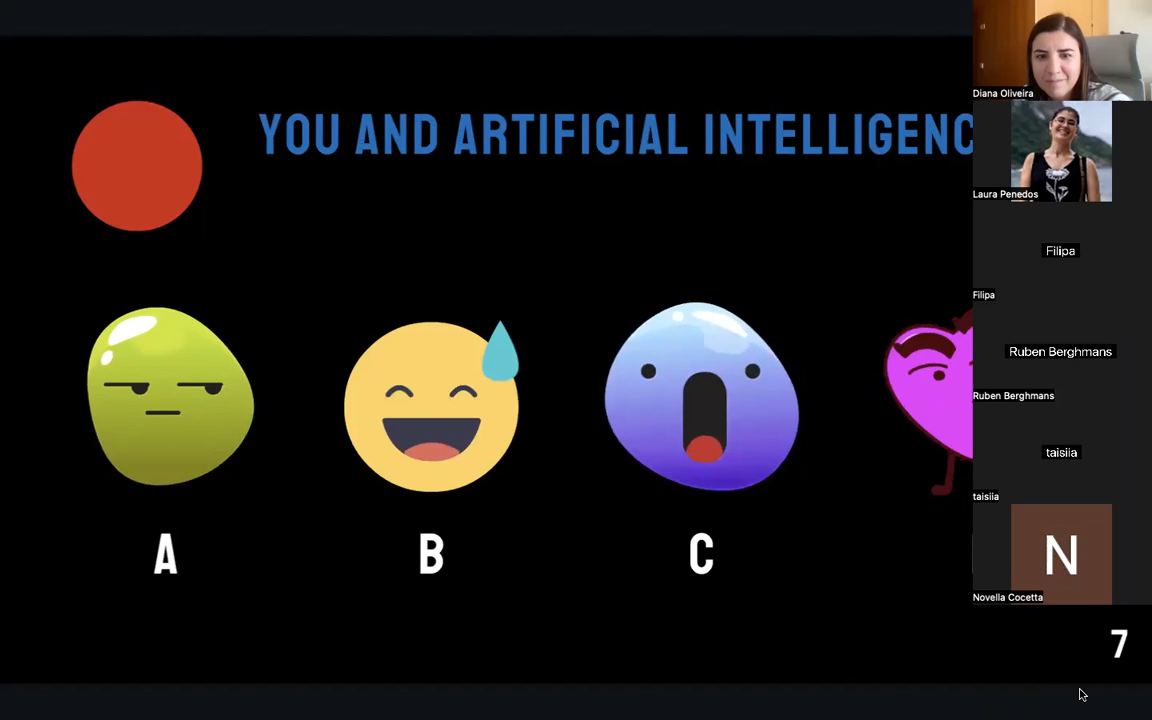 YOU AND ARTIFICIAL INTELLIGENC
A
B
C
7
Diana Oliveira
Laura Penedos
Filipa
Filipa
Ruben Berghmans
Ruben Berghmans
taisiia
taisiia
N
Novella Cocetta